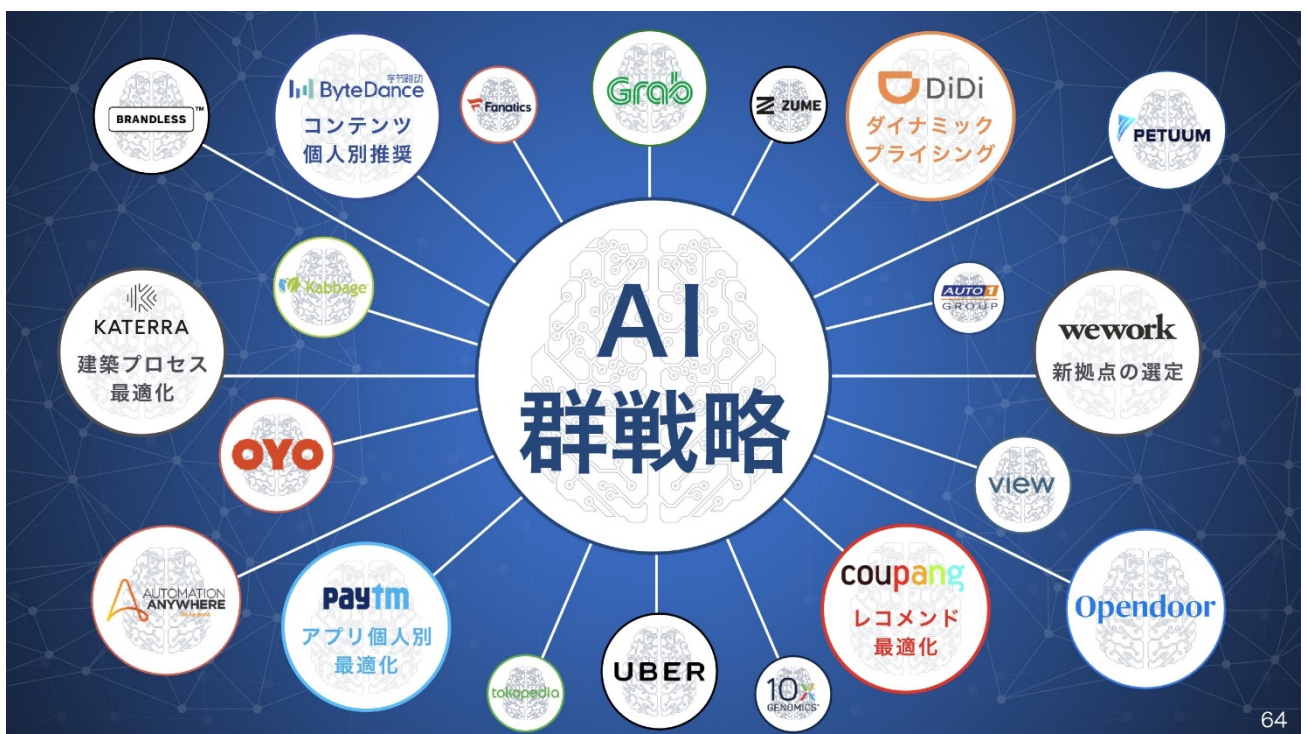 BRANDLESS™
字节跳动
ByteDance
コンテンツ
個人別推奨
Fanatics
Grab
ZUME
DiDi
ダイナミック
プライシング
PETUUM
Kabbage
AUTO1
GROUP
KATERRA
建築プロセス
最適化
AI
群戦略
wework
新拠点の選定
OYO
view
AUTOMATION
ANYWHERE
paytm
アプリ個人別
最適化
tokopedia
UBER
10x
GENOMICS
coupang
レコメンド
最適化
Opendoor
64